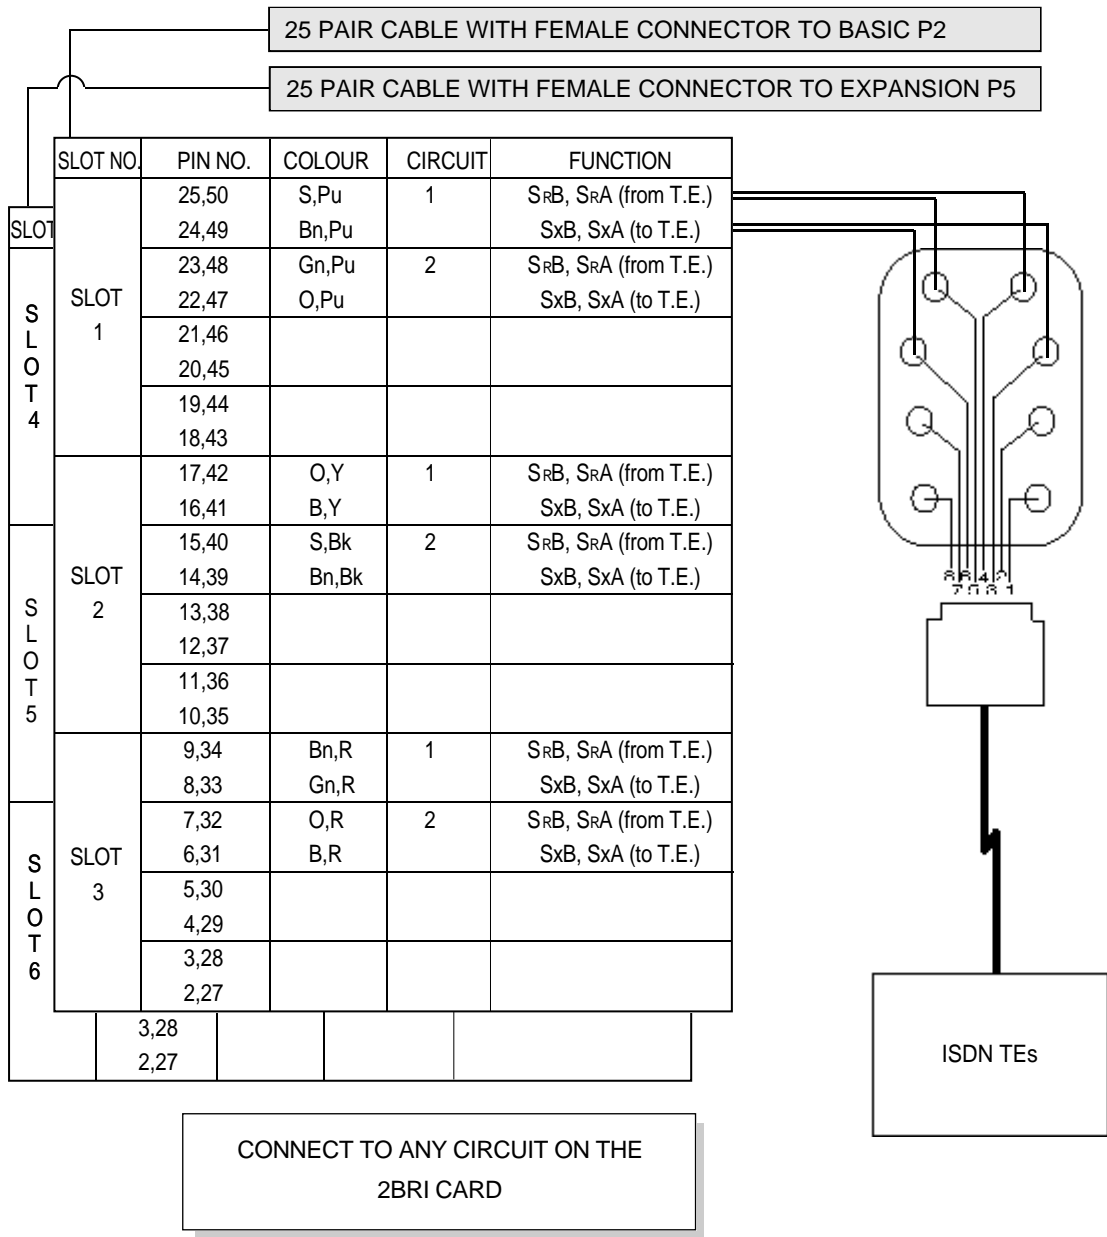 25 PAIR CABLE WITH FEMALE CONNECTOR TO BASIC P2
25 PAIR CABLE WITH FEMALE CONNECTOR TO EXPANSION P5
SLOT NO. PIN NO. COLOUR CIRCUIT FUNCTION
SLOT 1
25,50 S,Pu 1 SRB, SRA (from T.E.)
24,49 Bn,Pu SxB, SxA (to T.E.)
23,48 Gn,Pu 2 SRB, SRA (from T.E.)
22,47 O,Pu SxB, SxA (to T.E.)
21,46
20,45
19,44
18,43
SLOT 2
17,42 O,Y 1 SRB, SRA (from T.E.)
16,41 B,Y SxB, SxA (to T.E.)
15,40 S,Bk 2 SRB, SRA (from T.E.)
14,39 Bn,Bk SxB, SxA (to T.E.)
13,38
12,37
11,36
10,35
SLOT 3
9,34 Bn,R 1 SRB, SRA (from T.E.)
8,33 Gn,R SxB, SxA (to T.E.)
7,32 O,R 2 SRB, SRA (from T.E.)
6,31 B,R SxB, SxA (to T.E.)
5,30
4,29
3,28
2,27
SLOT
SLOT 4
SLOT 5
SLOT 6
3,28
2,27
8 6 4 2
7 5 3 1
ISDN TEs
CONNECT TO ANY CIRCUIT ON THE
2BRI CARD